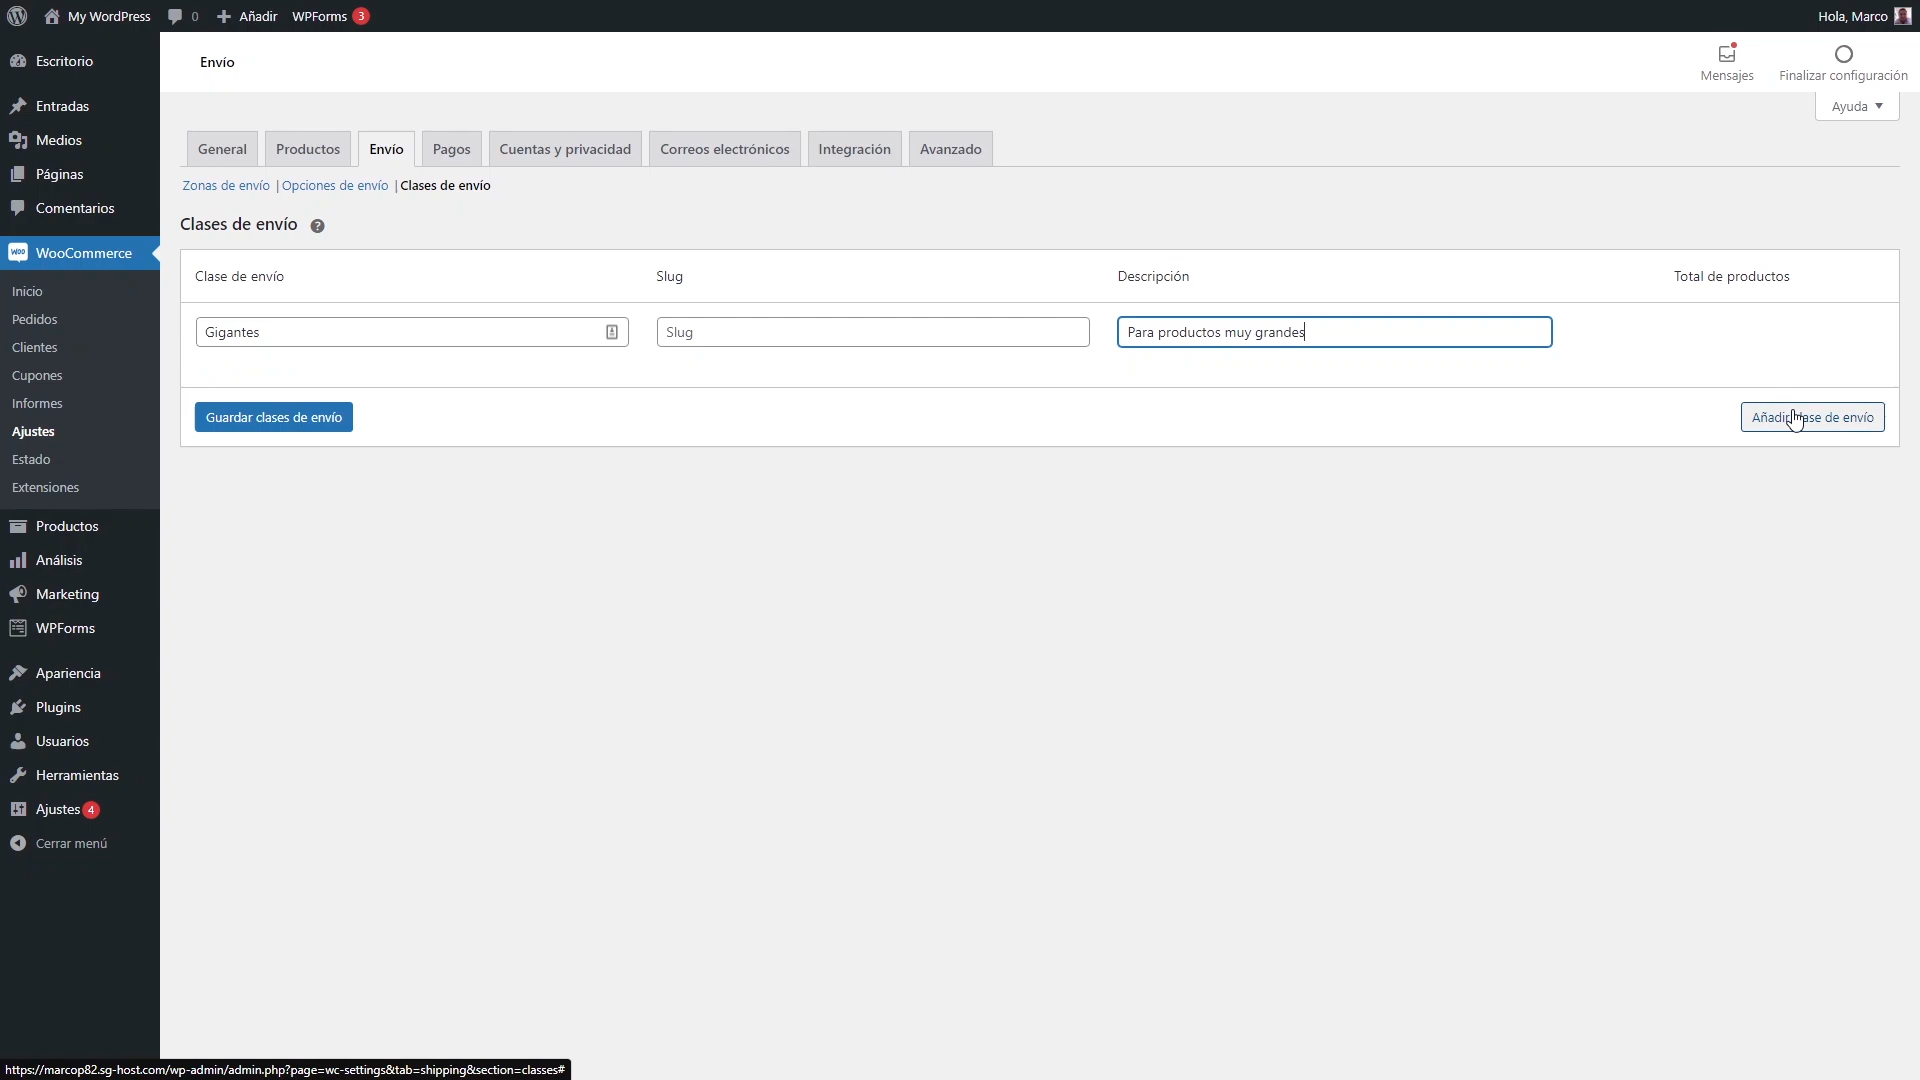 My WordPress
0
Añadir
WPForms 3
Hola, Marco
Escritorio
Entradas
Medios
Páginas
Comentarios
Woo WooCommerce
Inicio
Pedidos
Clientes
Cupones
Informes
Ajustes
Estado
Extensiones
Productos
Análisis
Marketing
WPForms
Apariencia
Plugins
Usuarios
Herramientas
Ajustes 4
Cerrar menú
Envío
Mensajes
Finalizar configuración
Ayuda
General Productos Envío Pagos Cuentas y privacidad Correos electrónicos Integración Avanzado
Zonas de envío | Opciones de envío | Clases de envío
Clases de envío ?
Clase de envío Slug Descripción Total de productos
Gigantes Slug Para productos muy grandes
Guardar clases de envío
Añadir clase de envío
https://marcop82.sg-host.com/wp-admin/admin.php?page=wc-settings&tab=shipping&section=classes#